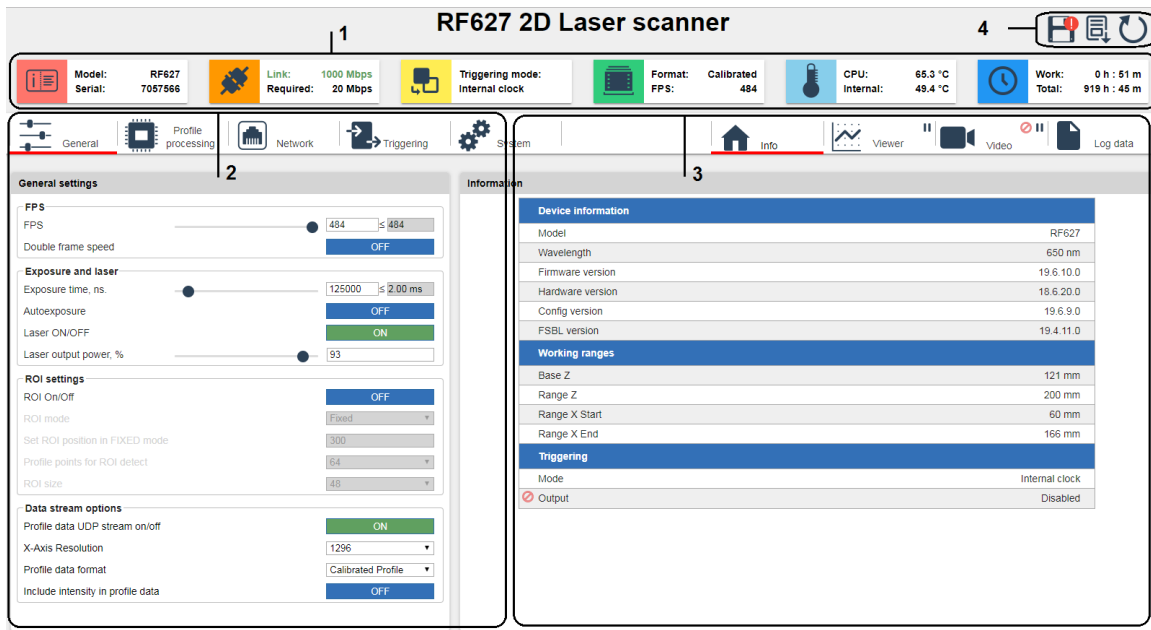 RF627 2D Laser scanner
1
4
Model: RF627
Serial: 7057566
Link: 1000 Mbps
Required: 20 Mbps
Triggering mode:
Internal clock
Format: Calibrated
FPS: 484
CPU: 65.3 °C
Internal: 49.4 °C
Work: 0 h : 51 m
Total: 919 h : 45 m
General
Profile
processing
Network
Triggering
System
Info
Viewer
Video
Log data
2
3
General settings
FPS
FPS 484 ≤ 484
Double frame speed OFF
Exposure and laser
Exposure time, ns. 125000 ≤ 2.00 ms
Autoexposure OFF
Laser ON/OFF ON
Laser output power, % 93
ROI settings
ROI On/Off OFF
ROI mode Fixed
Set ROI position in FIXED mode 300
Profile points for ROI detect 64
ROI size 48
Data stream options
Profile data UDP stream on/off ON
X-Axis Resolution 1296
Profile data format Calibrated Profile
Include intensity in profile data OFF
Information
Device information
Model RF627
Wavelength 650 nm
Firmware version 19.6.10.0
Hardware version 18.6.20.0
Config version 19.6.9.0
FSBL version 19.4.11.0
Working ranges
Base Z 121 mm
Range Z 200 mm
Range X Start 60 mm
Range X End 166 mm
Triggering
Mode Internal clock
Output Disabled